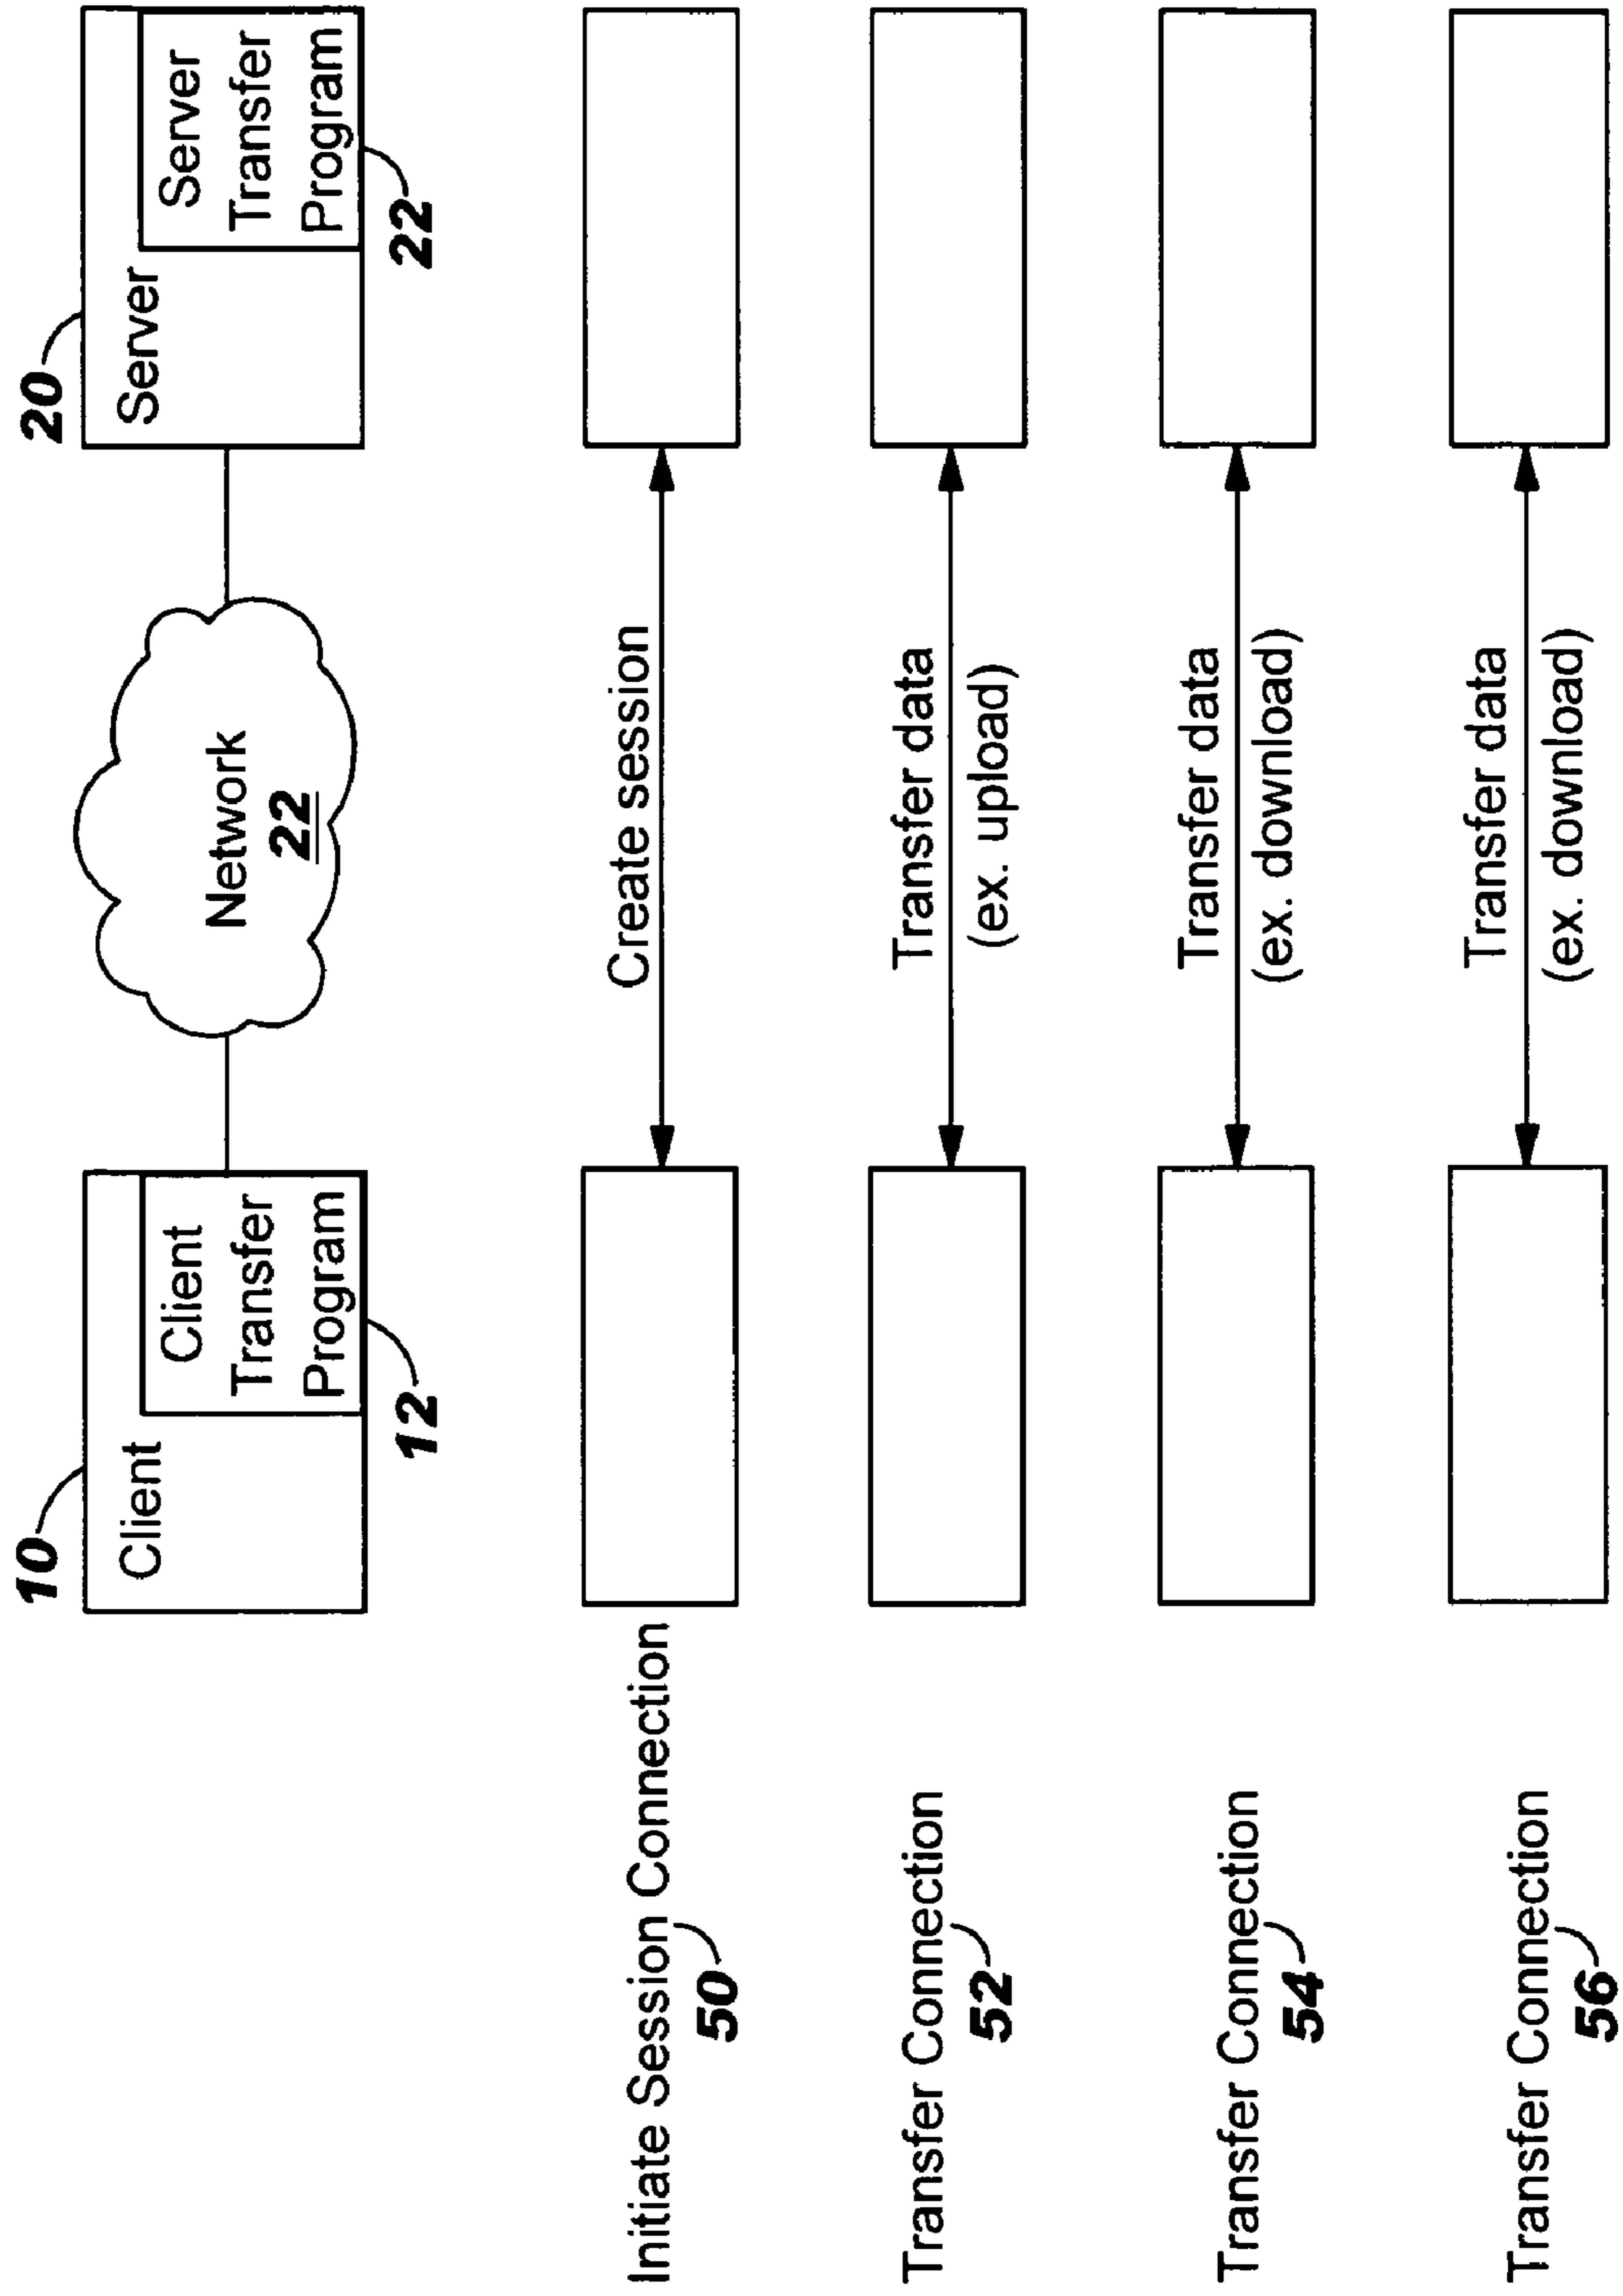 10
Client
Client
Transfer
Program
12
Network
22
20
Server
Server
Transfer
Program
22
Initiate Session Connection
50
Create session
Transfer Connection
52
Transfer data
(ex. upload)
Transfer Connection
54
Transfer data
(ex. download)
Transfer Connection
56
Transfer data
(ex. download)